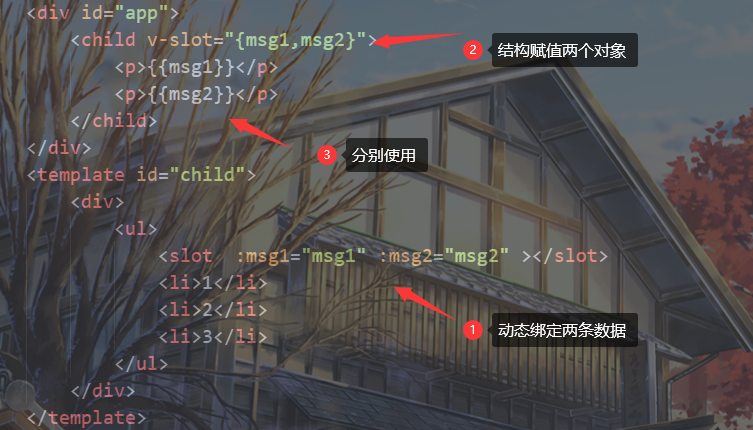 <div id="app">
<child v-slot="{msg1,msg2}">
2 结构赋值两个对象
<p>{{msg1}}</p>
<p>{{msg2}}</p>
</child>
3 分别使用
</div>
<template id="child">
<div>
<ul>
<slot :msg1="msg1" :msg2="msg2" ></slot>
<li>1</li>
<li>2</li>
1 动态绑定两条数据
<li>3</li>
</ul>
</div>
</template>